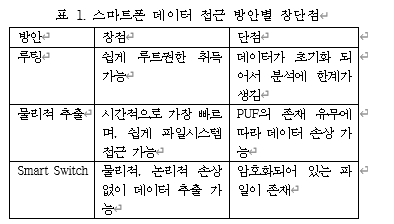 표 1. 스마트폰 데이터 접근 방안별 장단점
방안 장점 단점
루팅 쉽게 루트권한 취득 데이터가 초기화 되
가능 어서 분석에 한계가
생김
물리적 추출 시간적으로 가장 빠르 PUF의 존재 유무에
며, 쉽게 파일시스템 따라 데이터 손상 가
접근 가능 능
Smart Switch 물리적, 논리적 손상 암호화되어 있는 파
없이 데이터 추출 가 일이 존재
능